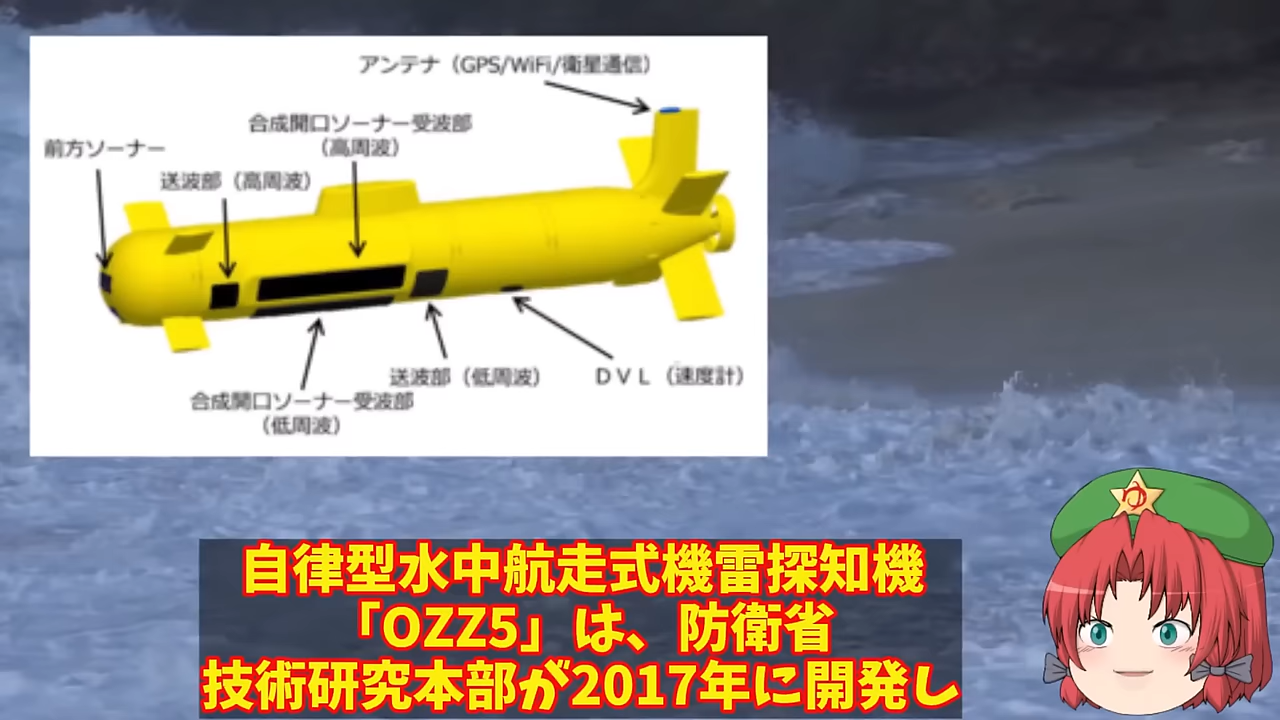 アンテナ（GPS/WiFi/衛星通信）
合成開口ソーナー受波部
（高周波）
前方ソーナー
送波部（高周波）
送波部（低周波）
DVL（速度計）
合成開口ソーナー受波部
（低周波）
ゆ
自律型水中航走式機雷探知機
「OZZ5」は、防衛省
技術研究本部が2017年に開発し